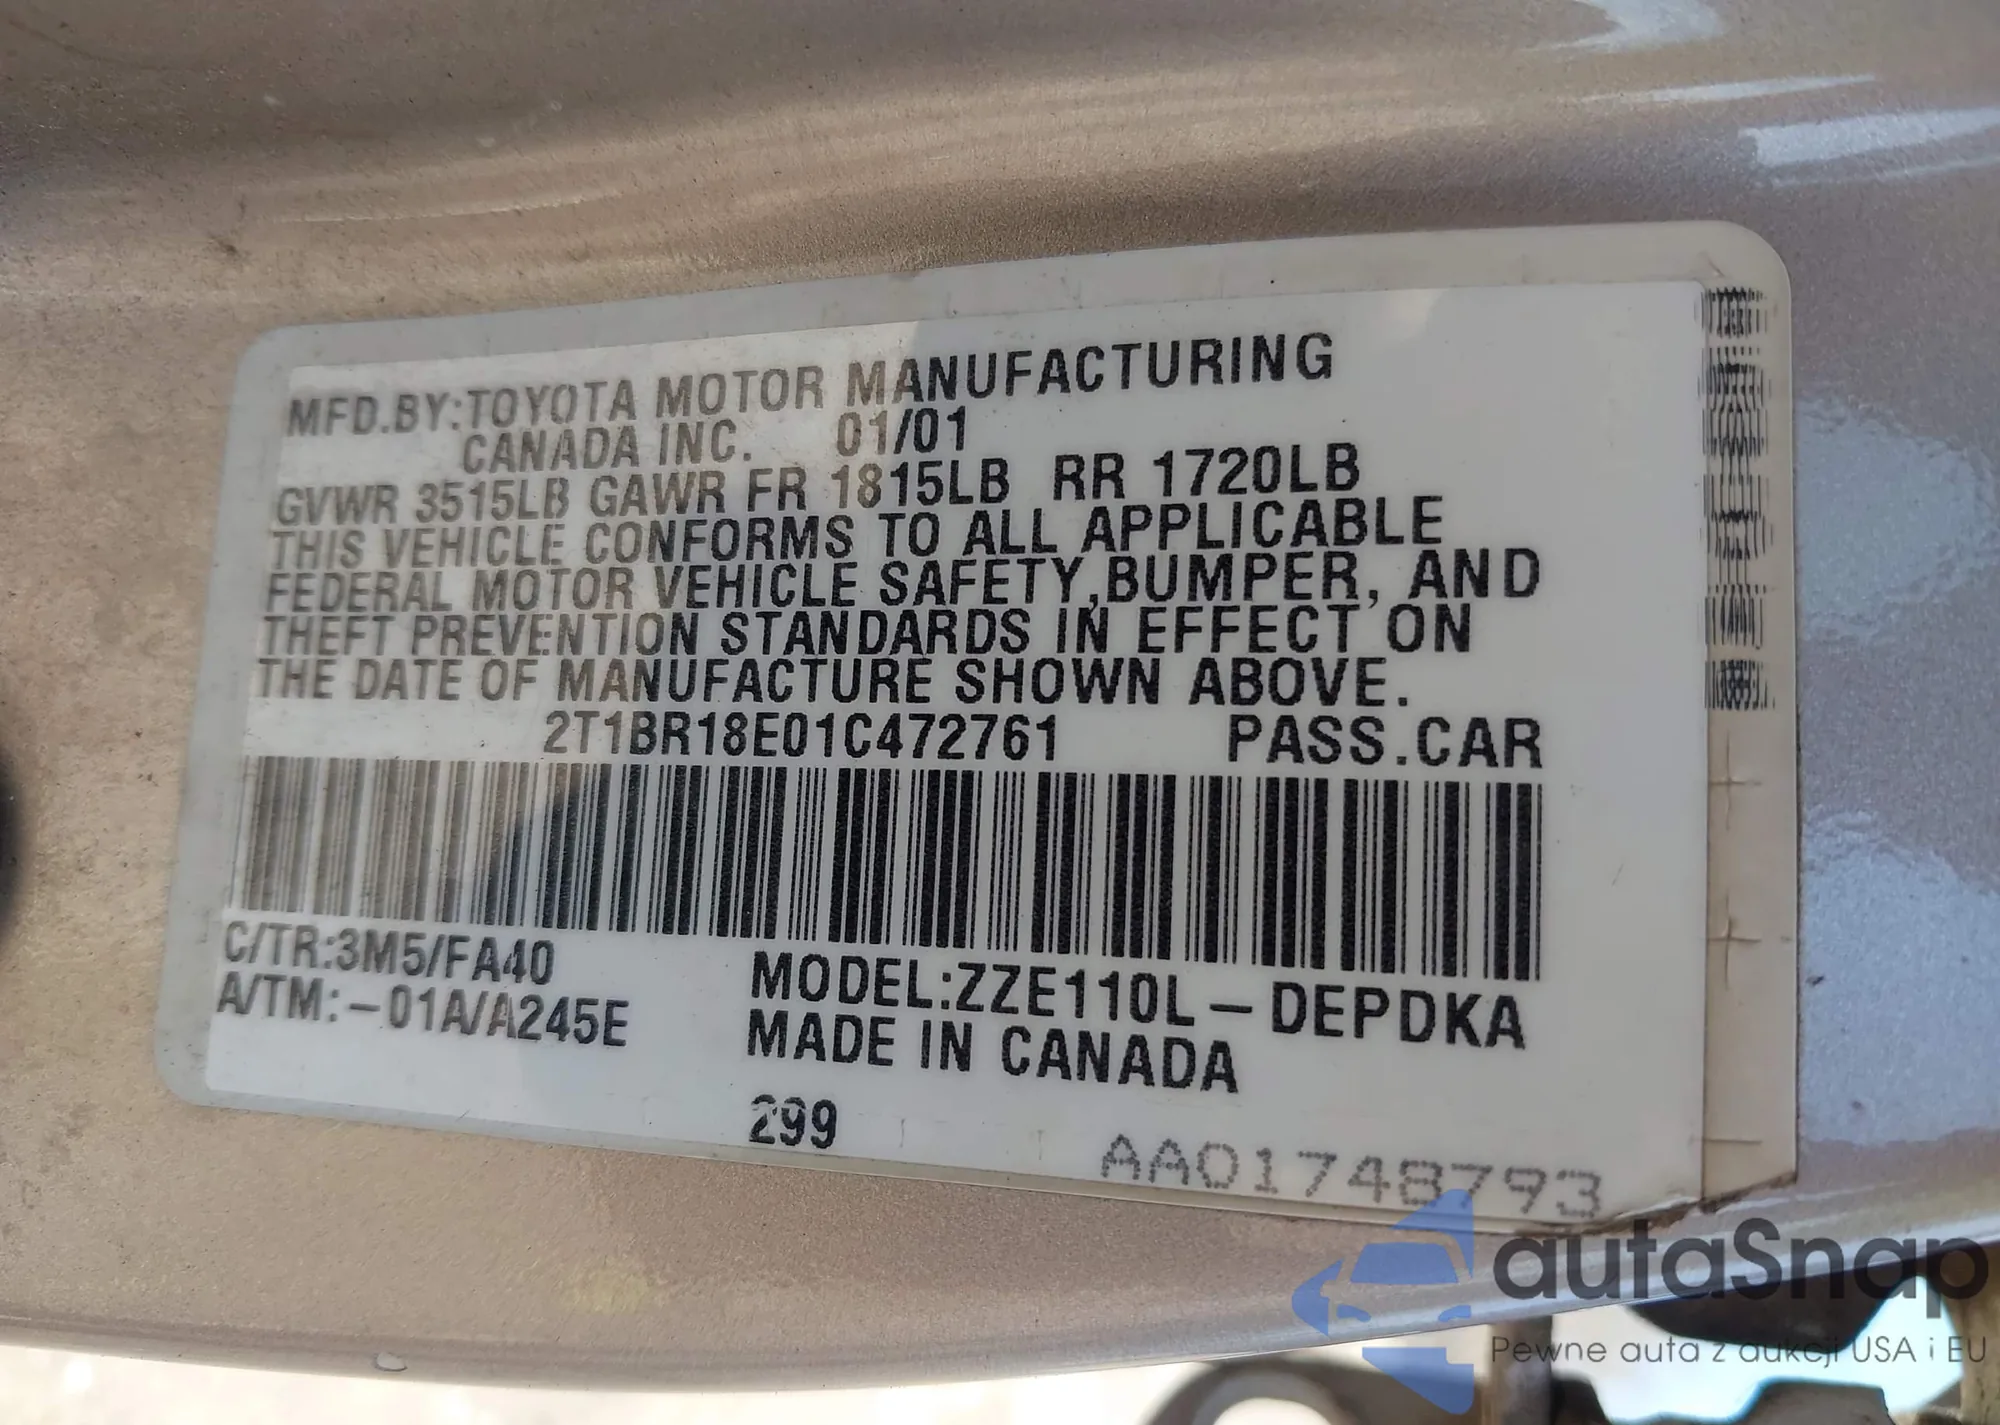 MFD.BY:TOYOTA MOTOR MANUFACTURING
CANADA INC. 01/01
GVWR 3515LB GAWR FR 1815LB RR 1720LB
THIS VEHICLE CONFORMS TO ALL APPLICABLE
FEDERAL MOTOR VEHICLE SAFETY,BUMPER, AND
THEFT PREVENTION STANDARDS IN EFFECT ON
THE DATE OF MANUFACTURE SHOWN ABOVE.
2T1BR18E01C472761 PASS.CAR
C/TR:3M5/FA40
A/TM:-01A/A245E
MODEL:ZZE110L-DEPDKA
MADE IN CANADA
299
AA01748793
autaSnap
Pewne auta z aukcji USA i EU